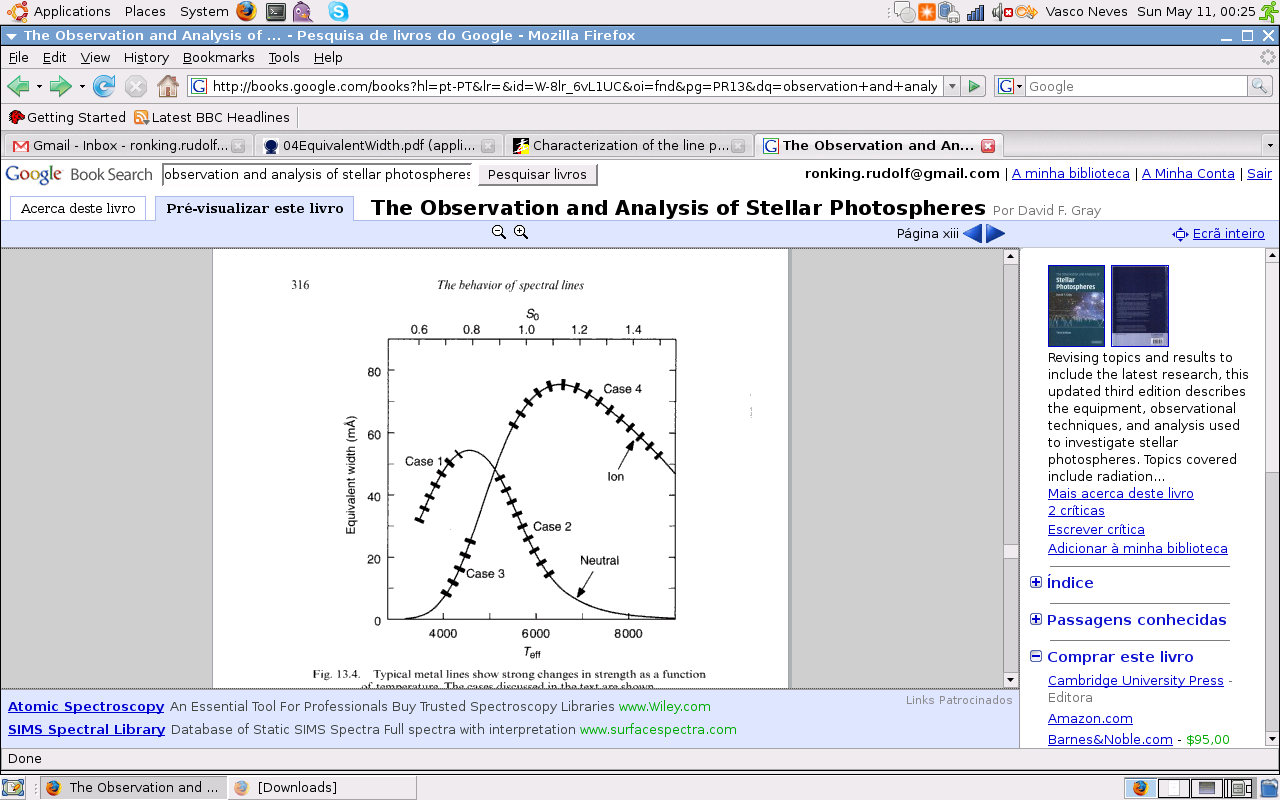 Applications Places System Vasco Neves Sun May 11, 00:25
The Observation and Analysis of ... - Pesquisa de livros do Google - Mozilla Firefox
File Edit View History Bookmarks Tools Help
G http://books.google.com/books?hl=pt-PT&lr=&id=W-8lr_6vL1UC&oi=fnd&pg=PR13&dq=observation+and+analy G Google
Getting Started Latest BBC Headlines
Gmail - Inbox - ronking.rudolf... 04EquivalentWidth.pdf (appli... Characterization of the line p... G The Observation and An...
Google Book Search observation and analysis of stellar photospheres Pesquisar livros ronking.rudolf@gmail.com | A minha biblioteca | A Minha Conta | Sair
Acerca deste livro Pré-visualizar este livro The Observation and Analysis of Stellar Photospheres Por David F. Gray
Página xiii Ecrã inteiro
316 The behavior of spectral lines
S0
0.6 0.8 1.0 1.2 1.4
80
60
40
20
0
Equivalent width (mÅ)
Case 4
Case 1
Ion
Case 2
Neutral
Case 3
4000 6000 8000
Teff
Fig. 13.4. Typical metal lines show strong changes in strength as a function
of temperature. The cases discussed in the text are shown.
Stellar
Photospheres
Revising topics and results to
include the latest research, this
updated third edition describes
the equipment, observational
techniques, and analysis used
to investigate stellar
photospheres. Topics covered
include radiation...
Mais acerca deste livro
2 críticas
Escrever crítica
Adicionar à minha biblioteca
Índice
Passagens conhecidas
Comprar este livro
Cambridge University Press -
Editora
Amazon.com
Barnes&Noble.com - $95,00
Links Patrocinados
Atomic Spectroscopy An Essential Tool For Professionals Buy Trusted Spectroscopy Libraries www.Wiley.com
SIMS Spectral Library Database of Static SIMS Spectra Full spectra with interpretation www.surfacespectra.com
Done
The Observation and ... [Downloads]